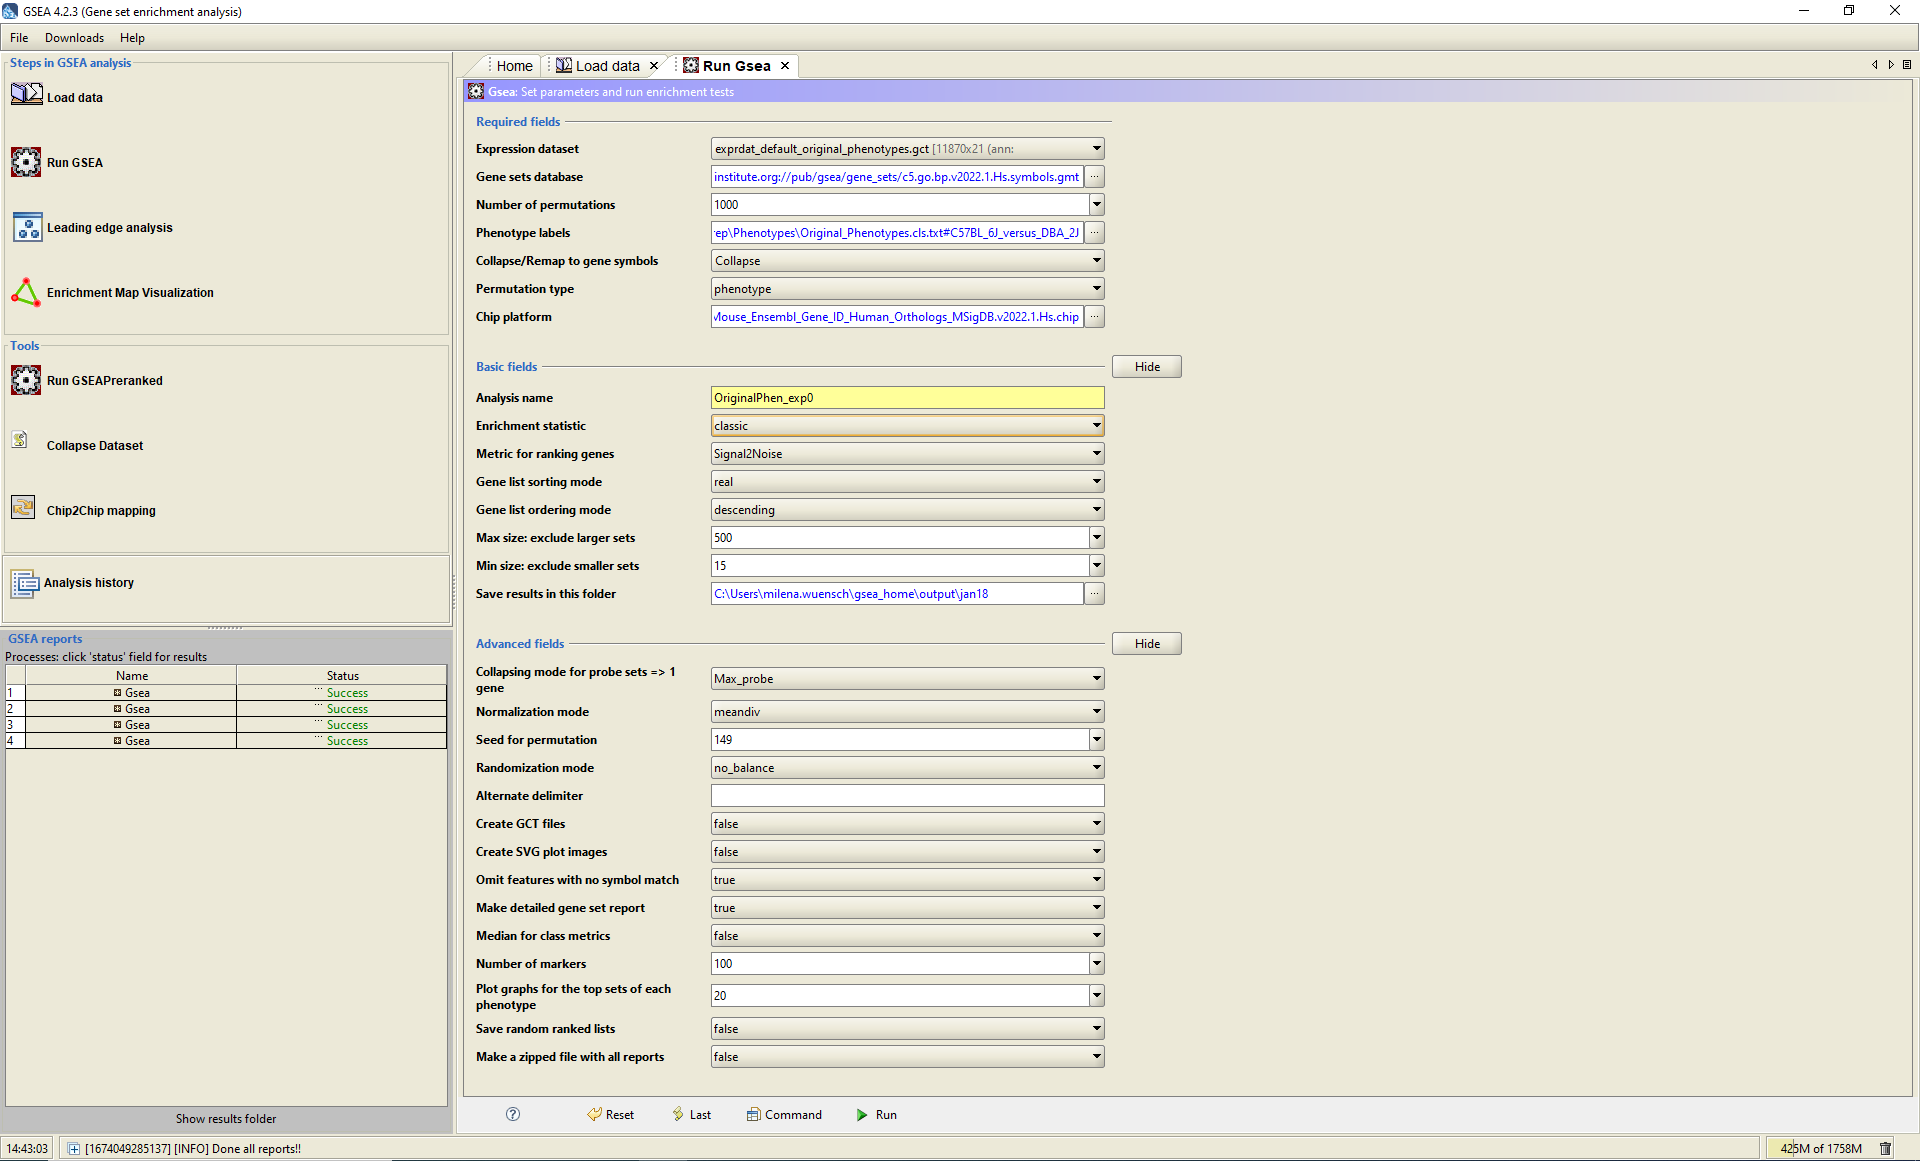 GSEA 4.2.3 (Gene set enrichment analysis)
File Downloads Help
Steps in GSEA analysis
Load data
Run GSEA
Leading edge analysis
Enrichment Map Visualization
Tools
Run GSEAPreranked
Collapse Dataset
Chip2Chip mapping
Analysis history
GSEA reports
Processes: click 'status' field for results
Name Status
1 Gsea ... Success
2 Gsea ... Success
3 Gsea ... Success
4 Gsea ... Success
Show results folder
Home Load data Run Gsea
Gsea: Set parameters and run enrichment tests
Required fields
Expression dataset exprdat_default_original_phenotypes.gct [11870x21 (ann:
Gene sets database institute.org://pub/gsea/gene_sets/c5.go.bp.v2022.1.Hs.symbols.gmt ...
Number of permutations 1000
Phenotype labels rep\Phenotypes\Original_Phenotypes.cls.txt#C57BL_6J_versus_DBA_2J ...
Collapse/Remap to gene symbols Collapse
Permutation type phenotype
Chip platform Mouse_Ensembl_Gene_ID_Human_Orthologs_MSigDB.v2022.1.Hs.chip ...
Basic fields Hide
Analysis name OriginalPhen_exp0
Enrichment statistic classic
Metric for ranking genes Signal2Noise
Gene list sorting mode real
Gene list ordering mode descending
Max size: exclude larger sets 500
Min size: exclude smaller sets 15
Save results in this folder C:\Users\milena.wuensch\gsea_home\output\jan18 ...
Advanced fields Hide
Collapsing mode for probe sets => 1
gene Max_probe
Normalization mode meandiv
Seed for permutation 149
Randomization mode no_balance
Alternate delimiter
Create GCT files false
Create SVG plot images false
Omit features with no symbol match true
Make detailed gene set report true
Median for class metrics false
Number of markers 100
Plot graphs for the top sets of each
phenotype 20
Save random ranked lists false
Make a zipped file with all reports false
? Reset Last Command Run
14:43:03 [1674049285137] [INFO] Done all reports!! 425M of 1758M